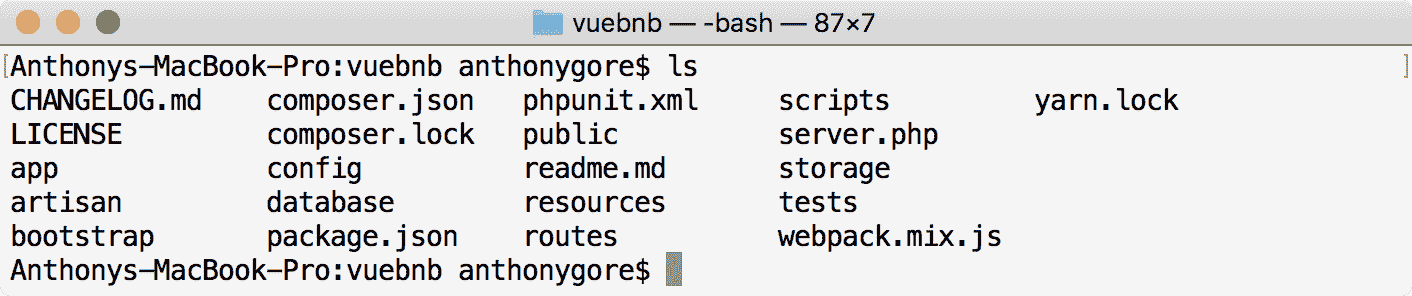 vuebnb — -bash — 87×7
Anthonys-MacBook-Pro:vuebnb anthonygore$ ls
CHANGELOG.md composer.json phpunit.xml scripts yarn.lock
LICENSE composer.lock public server.php
app config readme.md storage
artisan database resources tests
bootstrap package.json routes webpack.mix.js
Anthonys-MacBook-Pro:vuebnb anthonygore$